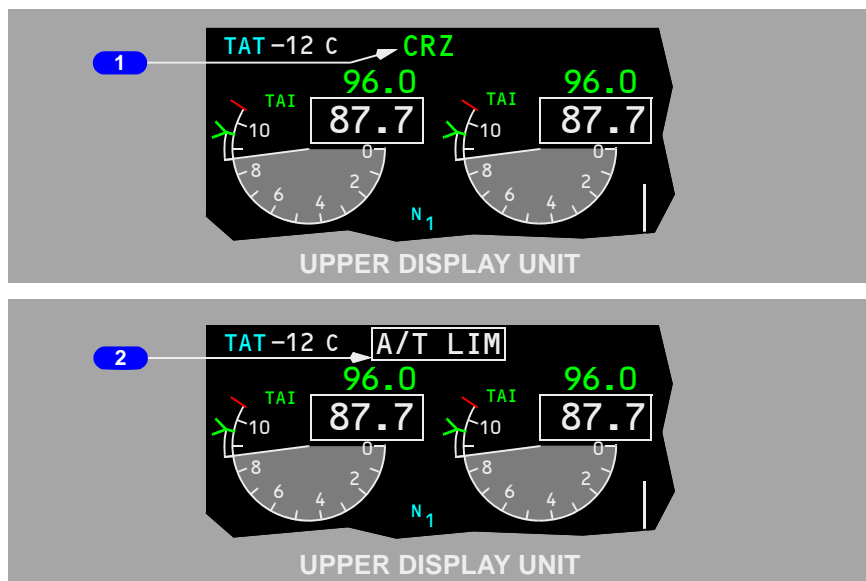 1
TAT -12 C CRZ
96.0 96.0
TAI TAI
87.7 87.7
10 10
0 0
8 8
2 2
6 6
4 4
N1
UPPER DISPLAY UNIT
2
TAT -12 C A/T LIM
96.0 96.0
TAI TAI
87.7 87.7
10 10
0 0
8 8
2 2
6 6
4 4
N1
UPPER DISPLAY UNIT